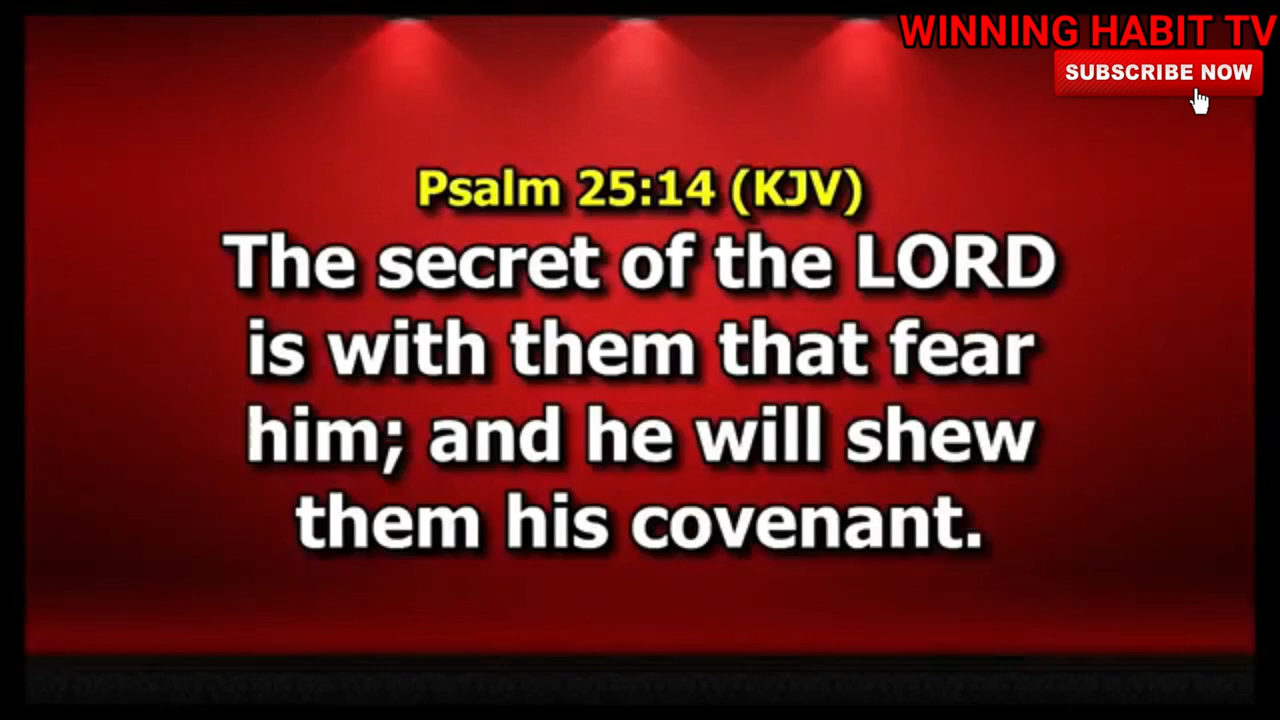 WINNING HABIT TV
SUBSCRIBE NOW
Psalm 25:14 (KJV)
The secret of the LORD
is with them that fear
him; and he will shew
them his covenant.